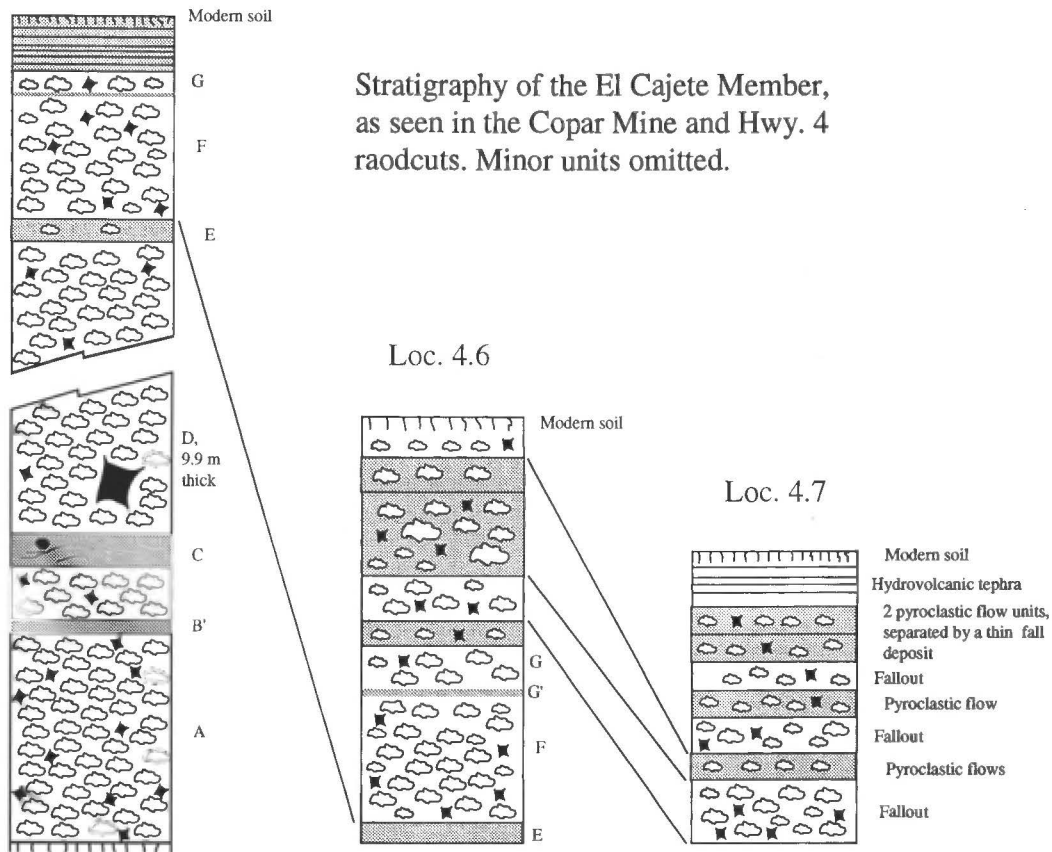 Modern soil
G
F
E
D,
9.9 m
thick
C
B'
A
Stratigraphy of the El Cajete Member,
as seen in the Copar Mine and Hwy. 4
raodcuts. Minor units omitted.
Loc. 4.6
Modern soil
G
G'
F
E
Loc. 4.7
Modern soil
Hydrovolcanic tephra
2 pyroclastic flow units,
separated by a thin fall
deposit
Fallout
Pyroclastic flow
Fallout
Pyroclastic flows
Fallout